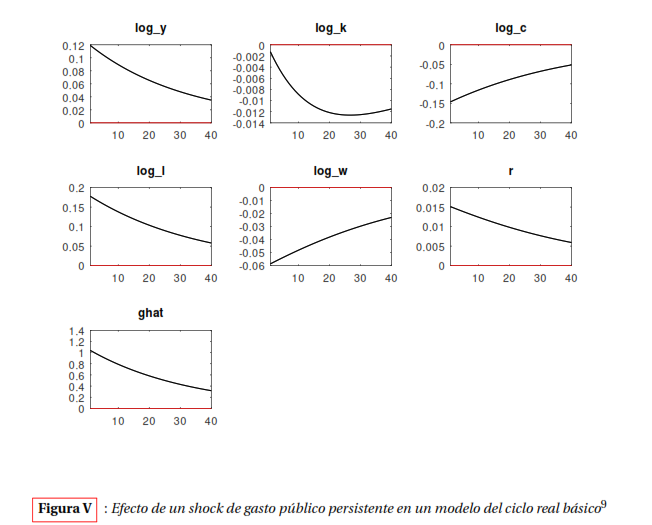 log_y log_k log_c
0.12 0 0
0.1 -0.002
0.08 -0.004 -0.05
0.06 -0.006
-0.008 -0.1
0.04 -0.01 -0.15
0.02 -0.012
0 -0.014 -0.2
10 20 30 40 10 20 30 40 10 20 30 40
log_l log_w r
0.2 0 0.02
-0.01
0.15 -0.02 0.015
0.1 -0.03 0.01
-0.04
0.05 -0.05 0.005
0 -0.06 0
10 20 30 40 10 20 30 40 10 20 30 40
ghat
1.4
1.2
1
0.8
0.6
0.4
0.2
0
10 20 30 40
Figura V : Efecto de un shock de gasto público persistente en un modelo del ciclo real básico9